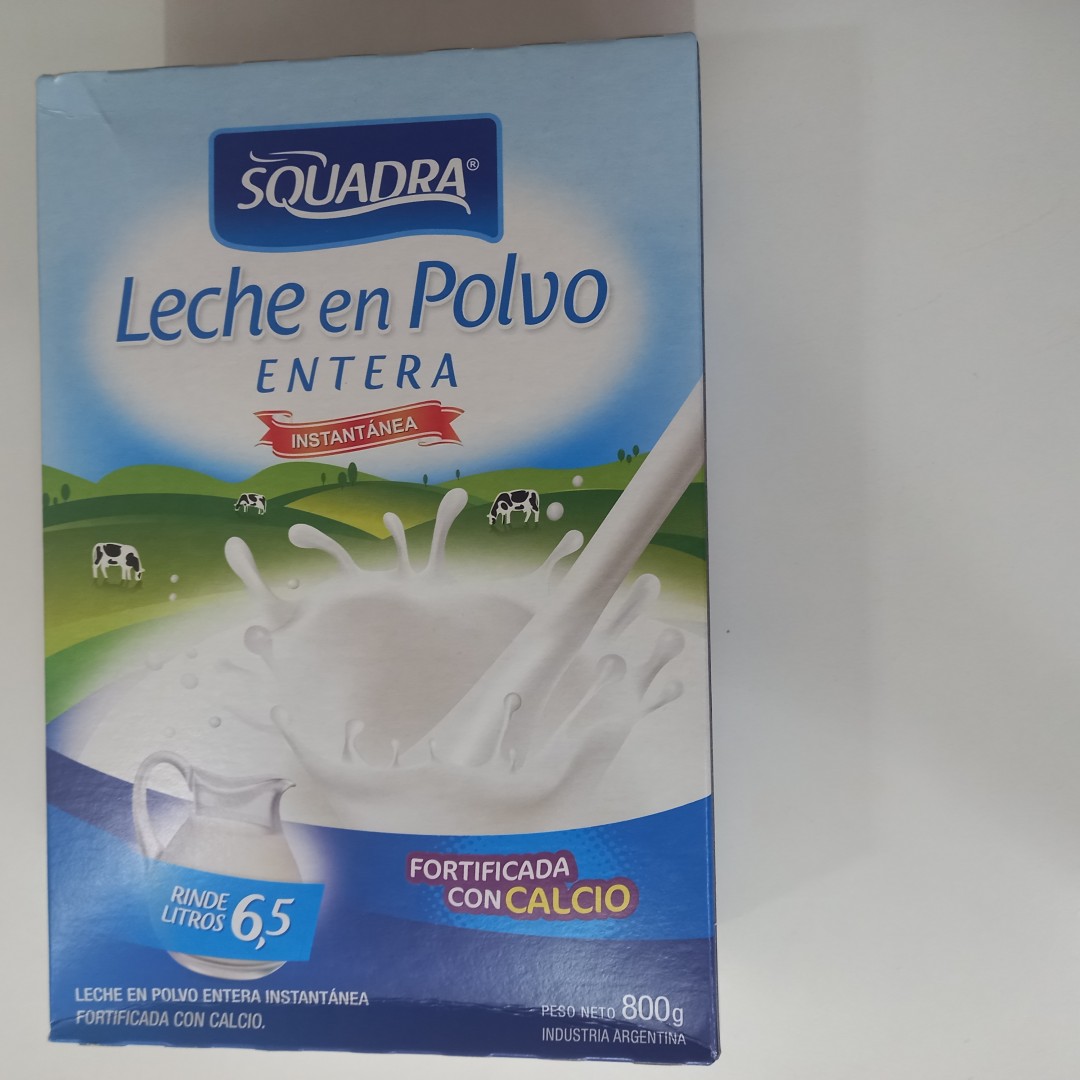 SQUADRA®
Leche en Polvo
ENTERA
INSTANTÁNEA
FORTIFICADA
CON CALCIO
RINDE
LITROS 6,5
LECHE EN POLVO ENTERA INSTANTÁNEA
FORTIFICADA CON CALCIO.
PESO NETO 800g
INDUSTRIA ARGENTINA